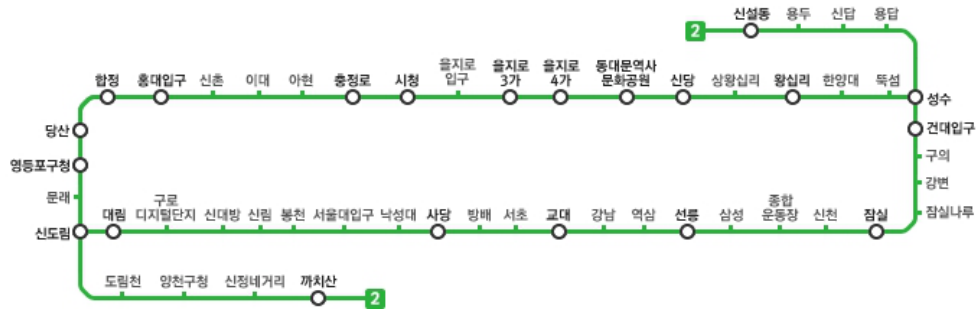 2
신설동
용두
신답
용답
합정
홍대입구
신촌
이대
아현
충정로
시청
을지로
입구
을지로
3가
을지로
4가
동대문역사
문화공원
신당
상왕십리
왕십리
한양대
뚝섬
성수
당산
건대입구
영등포구청
구의
문래
강변
잠실나루
신도림
대림
구로
디지털단지
신대방
신림
봉천
서울대입구
낙성대
사당
방배
서초
교대
강남
역삼
선릉
삼성
종합
운동장
신천
잠실
도림천
양천구청
신정네거리
까치산
2